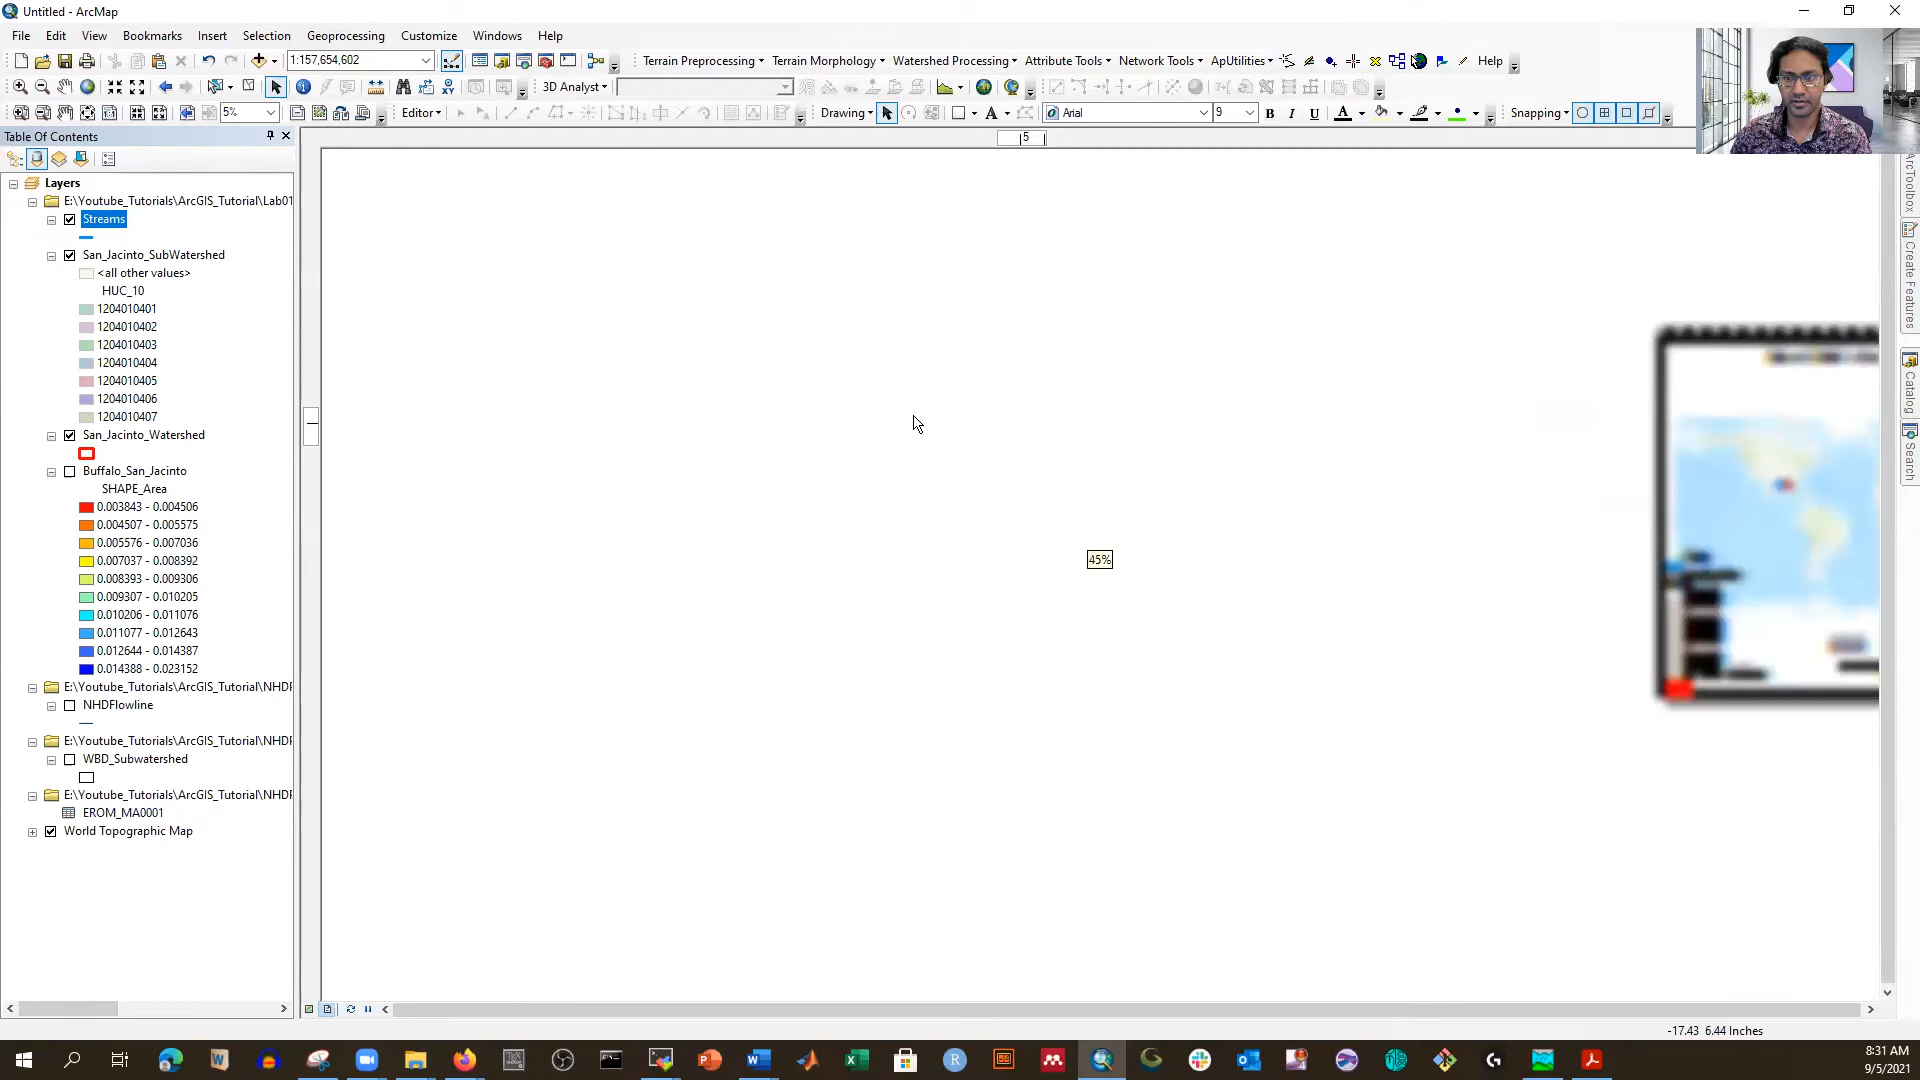 Untitled - ArcMap
File Edit View Bookmarks Insert Selection Geoprocessing Customize Windows Help
1:157,654,602 Terrain Preprocessing Terrain Morphology Watershed Processing Attribute Tools Network Tools ApUtilities Help
3D Analyst
5% Editor Drawing Arial 9 B I U A Snapping
Table Of Contents
5
Layers
E:\Youtube_Tutorials\ArcGIS_Tutorial\Lab01
Streams
San_Jacinto_SubWatershed
<all other values>
HUC_10
1204010401
1204010402
1204010403
1204010404
1204010405
1204010406
1204010407
San_Jacinto_Watershed
Buffalo_San_Jacinto
SHAPE_Area
0.003843 - 0.004506
0.004507 - 0.005575
0.005576 - 0.007036
0.007037 - 0.008392
0.008393 - 0.009306
0.009307 - 0.010205
0.010206 - 0.011076
0.011077 - 0.012643
0.012644 - 0.014387
0.014388 - 0.023152
E:\Youtube_Tutorials\ArcGIS_Tutorial\NHD
NHDFlowline
E:\Youtube_Tutorials\ArcGIS_Tutorial\NHD
WBD_Subwatershed
E:\Youtube_Tutorials\ArcGIS_Tutorial\NHD
EROM_MA0001
World Topographic Map
45%
ArcToolbox
Create Features
Catalog
Search
-17.43 6.44 Inches
8:31 AM
9/5/2021